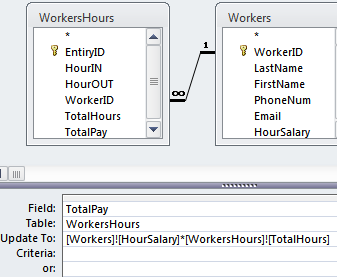 WorkersHours
*
EntiryID
HourIN
HourOUT
WorkerID
TotalHours
TotalPay
1
∞
Workers
*
WorkerID
LastName
FirstName
PhoneNum
Email
HourSalary
Field: TotalPay
Table: WorkersHours
Update To: [Workers]![HourSalary]*[WorkersHours]![TotalHours]
Criteria:
or: